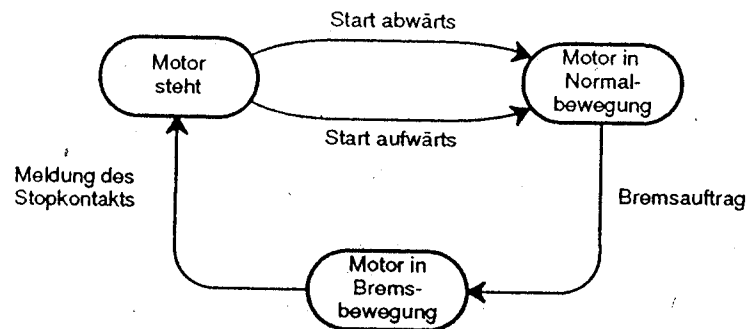 Start abwärts
Motor
steht
Motor in
Normal-
bewegung
Start aufwärts
Meldung des
Stopkontakts
Bremsauftrag
Motor in
Brems-
bewegung